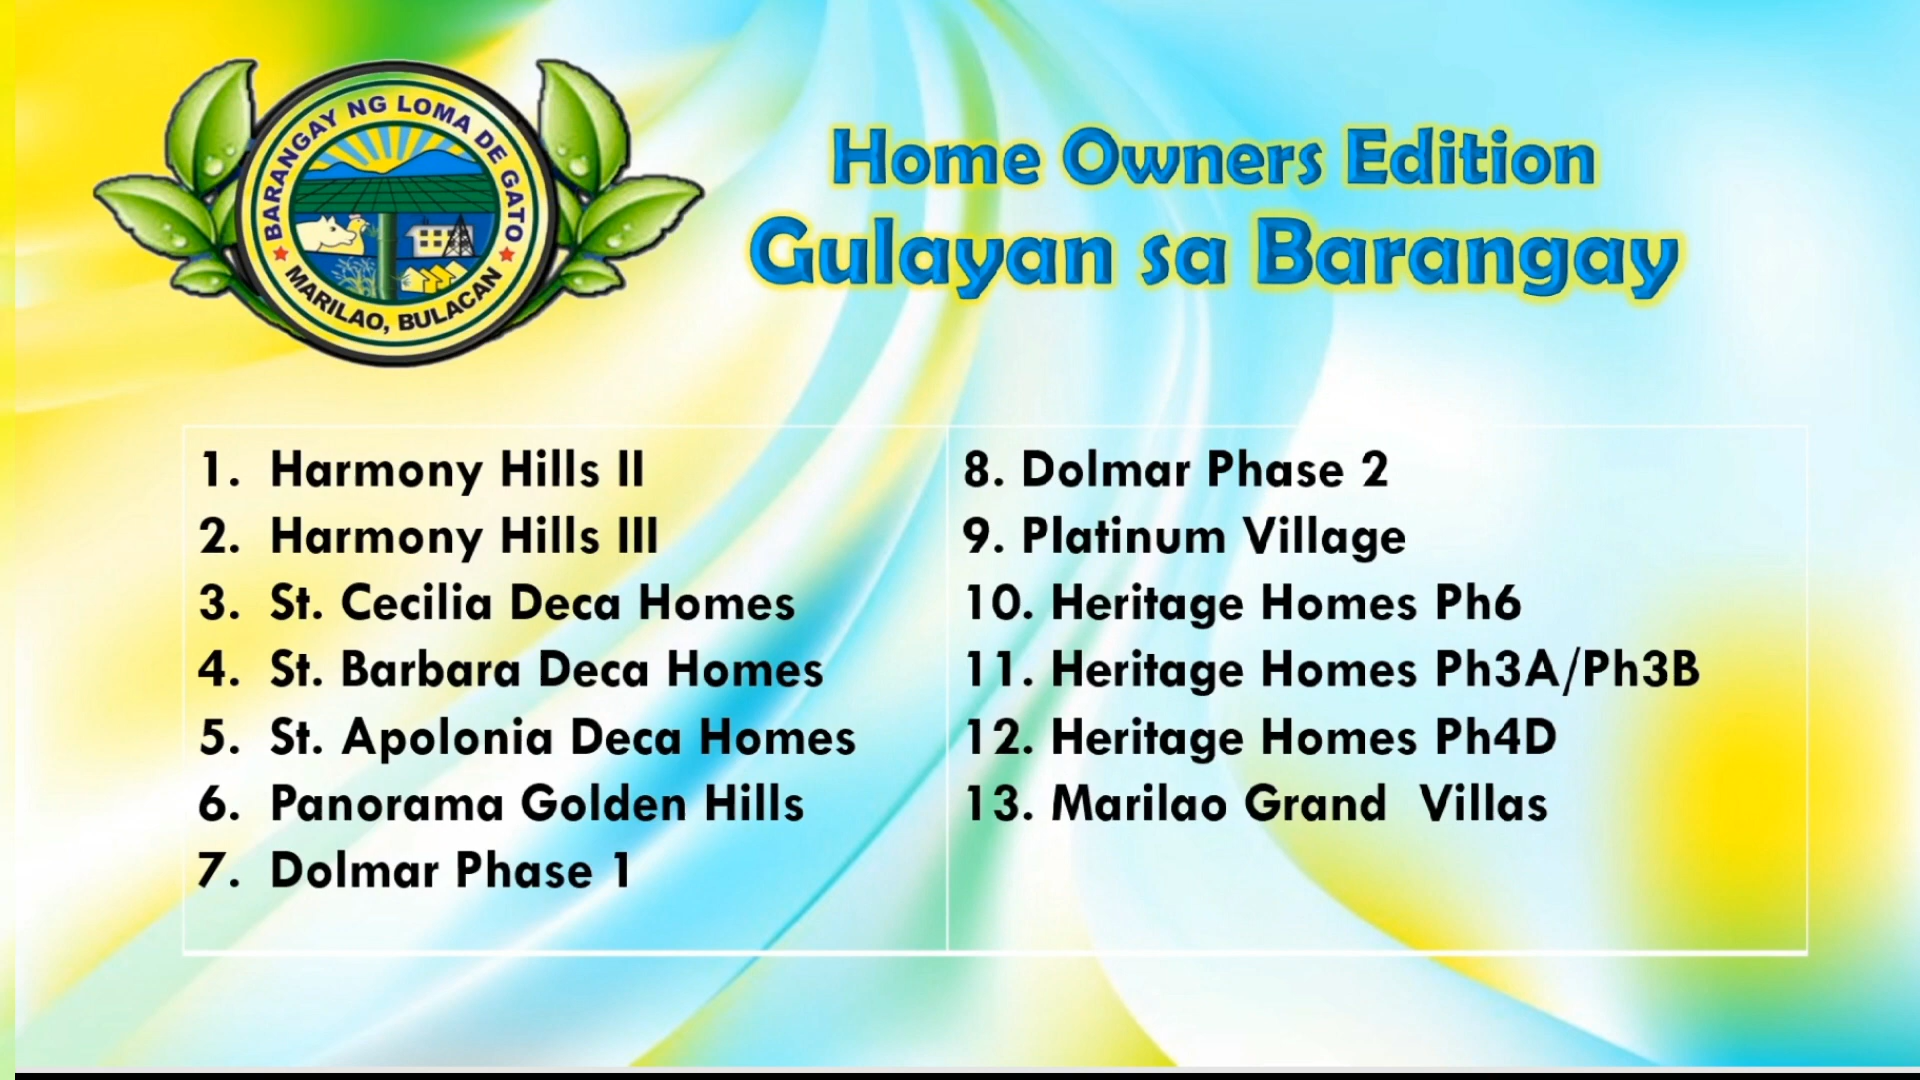 BARANGAY NG LOMA DE GATO
MARILAO, BULACAN
Home Owners Edition
Gulayan sa Barangay
1. Harmony Hills II
2. Harmony Hills III
3. St. Cecilia Deca Homes
4. St. Barbara Deca Homes
5. St. Apolonia Deca Homes
6. Panorama Golden Hills
7. Dolmar Phase 1
8. Dolmar Phase 2
9. Platinum Village
10. Heritage Homes Ph6
11. Heritage Homes Ph3A/Ph3B
12. Heritage Homes Ph4D
13. Marilao Grand  Villas